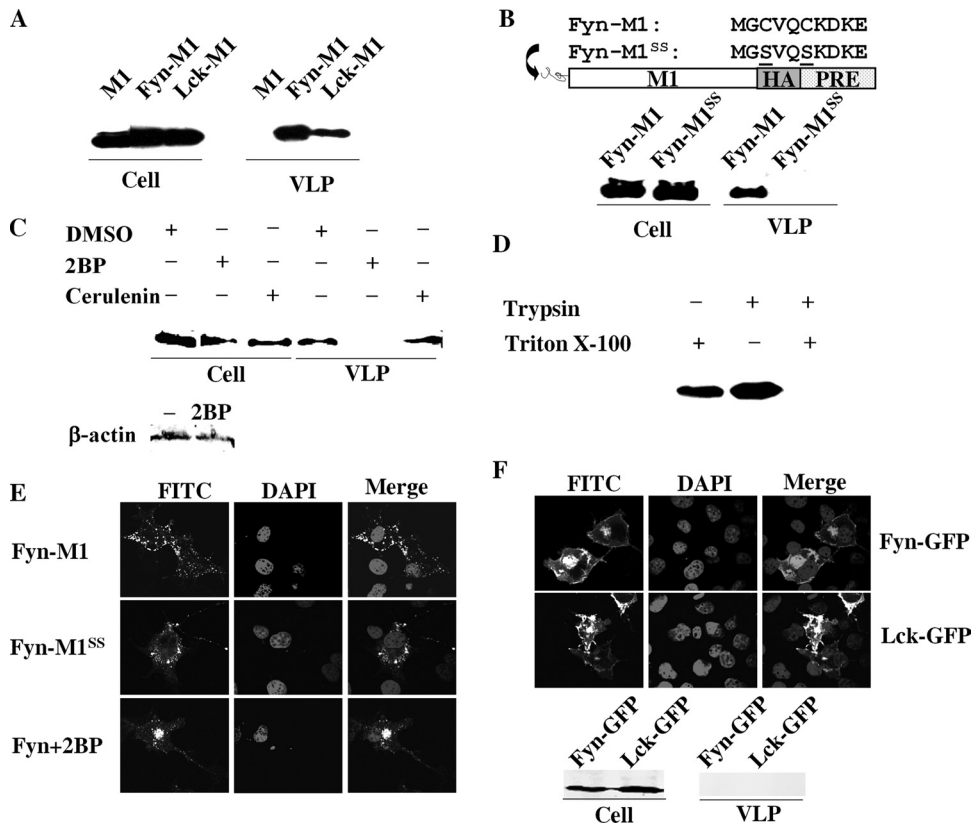 A
M1 Fyn-M1 Lck-M1 M1 Fyn-M1 Lck-M1
Cell VLP
B
Fyn-M1: MGCVQCKDKE
Fyn-M1SS: MGSVQSKDKE
M1 HA PRE
Fyn-M1 Fyn-M1SS Fyn-M1 Fyn-M1SS
Cell VLP
C
DMSO + – – + – –
2BP – + – – + –
Cerulenin – – + – – +
Cell VLP
– 2BP
β-actin
D
Trypsin – + +
Triton X-100 + – +
E
FITC DAPI Merge
Fyn-M1
Fyn-M1SS
Fyn+2BP
F
FITC DAPI Merge
Fyn-GFP
Lck-GFP
Fyn-GFP Lck-GFP Fyn-GFP Lck-GFP
Cell VLP